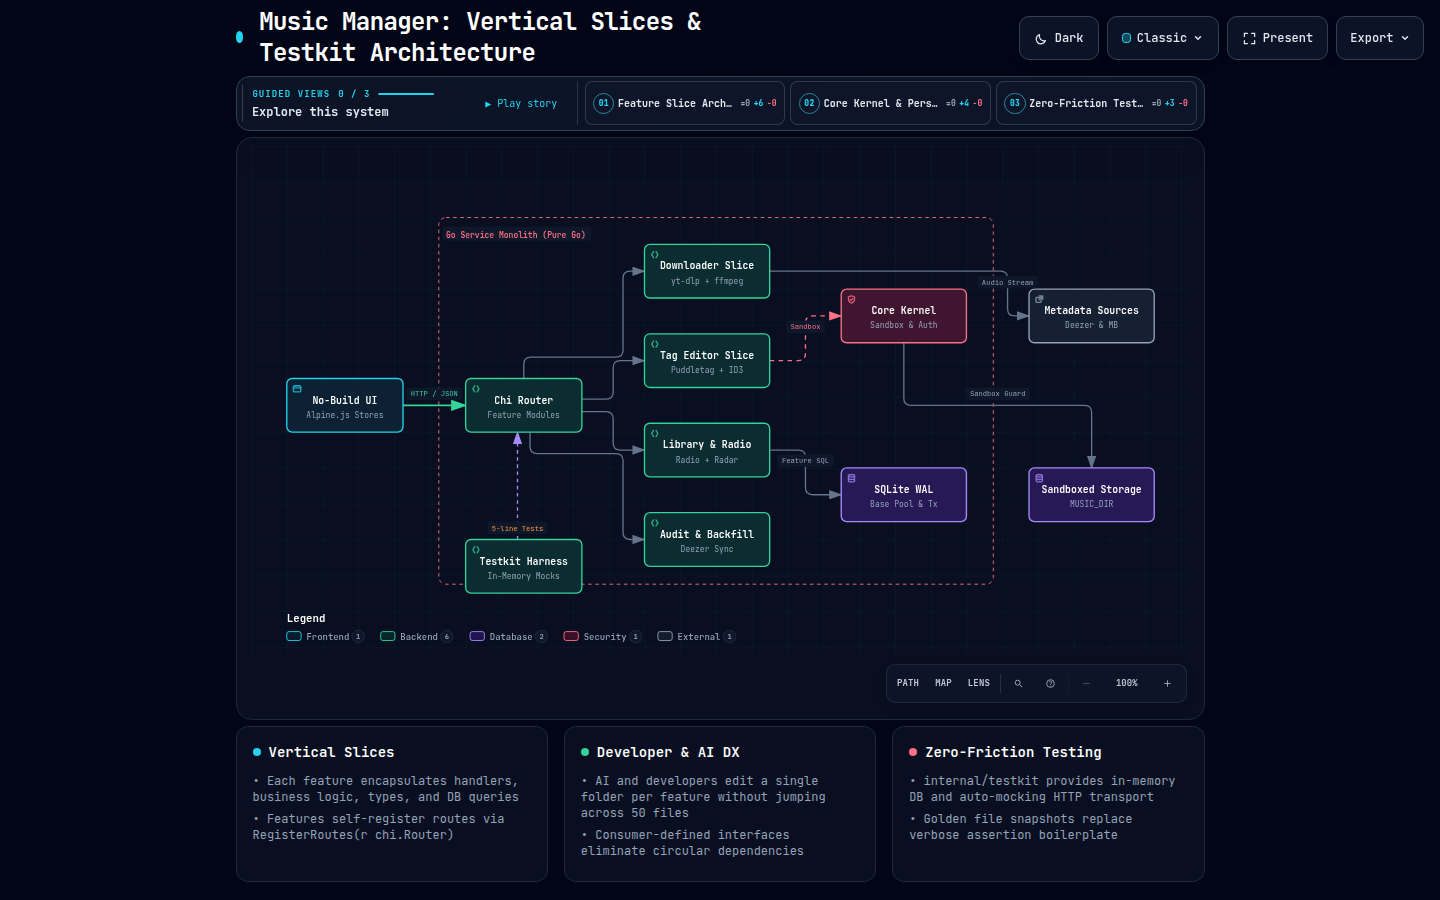 Music Manager: Vertical Slices &
Testkit Architecture
Dark
Classic
Present
Export
GUIDED VIEWS 0 / 3
Explore this system
▶ Play story
01 Feature Slice Arch… =0 +6 -0
02 Core Kernel & Pers… =0 +4 -0
03 Zero-Friction Test… =0 +3 -0
Go Service Monolith (Pure Go)
Downloader Slice
yt-dlp + ffmpeg
Audio Stream
Core Kernel
Sandbox & Auth
Metadata Sources
Deezer & MB
Sandbox
Tag Editor Slice
Puddletag + ID3
No-Build UI
Alpine.js Stores
HTTP / JSON
Chi Router
Feature Modules
Sandbox Guard
Library & Radio
Radio + Radar
Feature SQL
SQLite WAL
Base Pool & Tx
Sandboxed Storage
MUSIC_DIR
5-line Tests
Audit & Backfill
Deezer Sync
Testkit Harness
In-Memory Mocks
Legend
Frontend 1
Backend 6
Database 2
Security 1
External 1
PATH
MAP
LENS
100%
Vertical Slices
• Each feature encapsulates handlers,
business logic, types, and DB queries
• Features self-register routes via
RegisterRoutes(r chi.Router)
Developer & AI DX
• AI and developers edit a single
folder per feature without jumping
across 50 files
• Consumer-defined interfaces
eliminate circular dependencies
Zero-Friction Testing
• internal/testkit provides in-memory
DB and auto-mocking HTTP transport
• Golden file snapshots replace
verbose assertion boilerplate